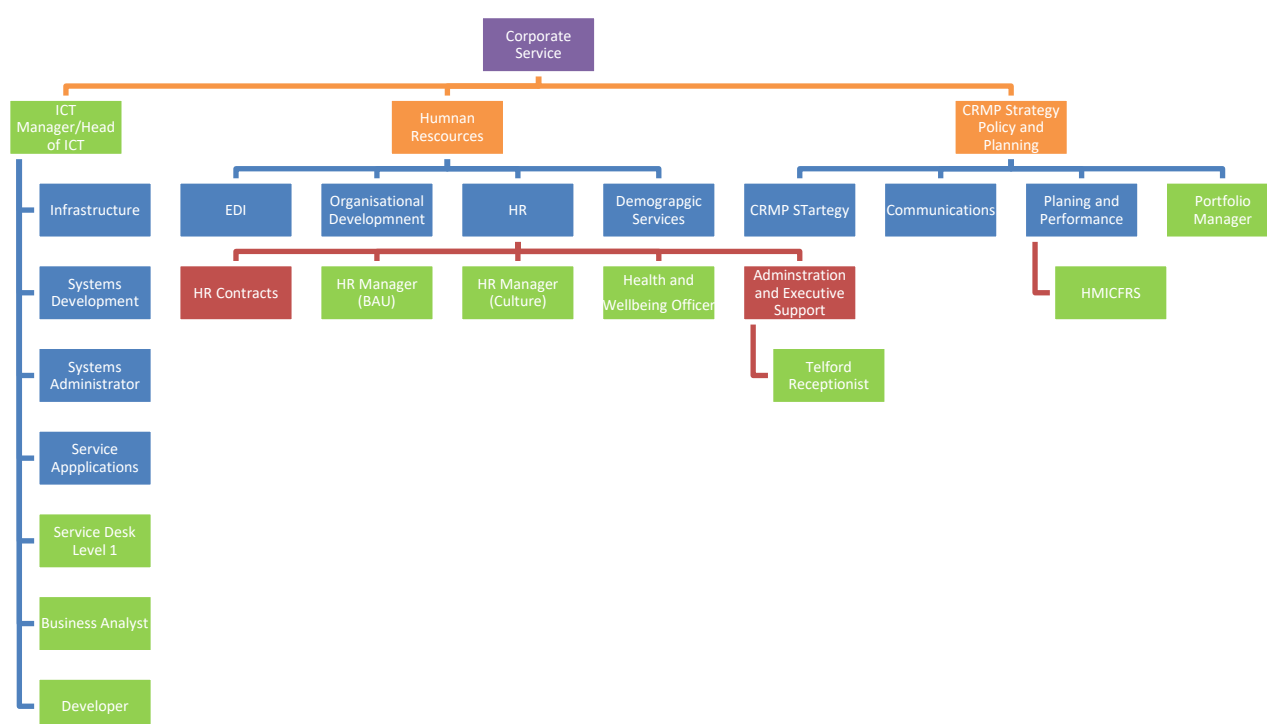 Corporate
Service
ICT
Manager/Head
of ICT
Humnan
Rescources
CRMP Strategy
Policy and
Planning
Infrastructure
EDI
Organisational
Developmnent
HR
Demograpgic
Services
CRMP STartegy
Communications
Planing and
Performance
Portfolio
Manager
Systems
Development
HR Contracts
HR Manager
(BAU)
HR Manager
(Culture)
Health and
Wellbeing Officer
Adminstration
and Executive
Support
HMICFRS
Systems
Administrator
Telford
Receptionist
Service
Appplications
Service Desk
Level 1
Business Analyst
Developer